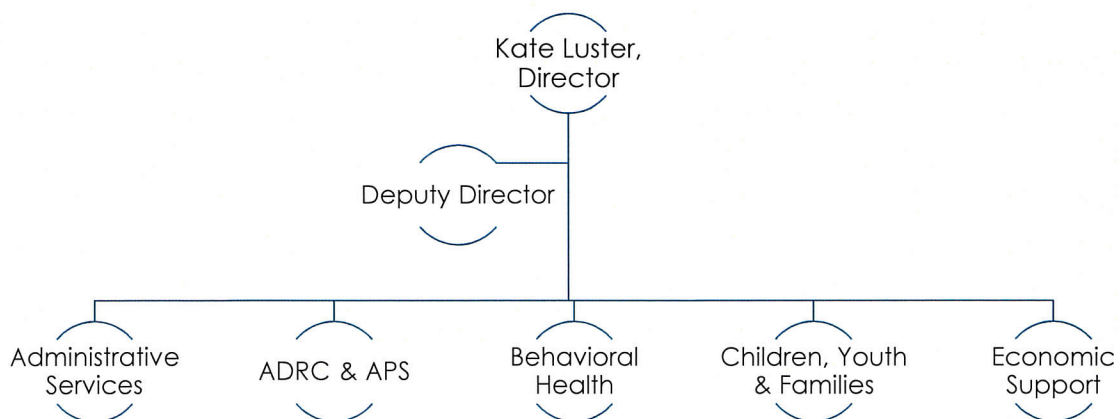 Kate Luster,
Director
Deputy Director
Administrative
Services
ADRC & APS
Behavioral
Health
Children, Youth
& Families
Economic
Support